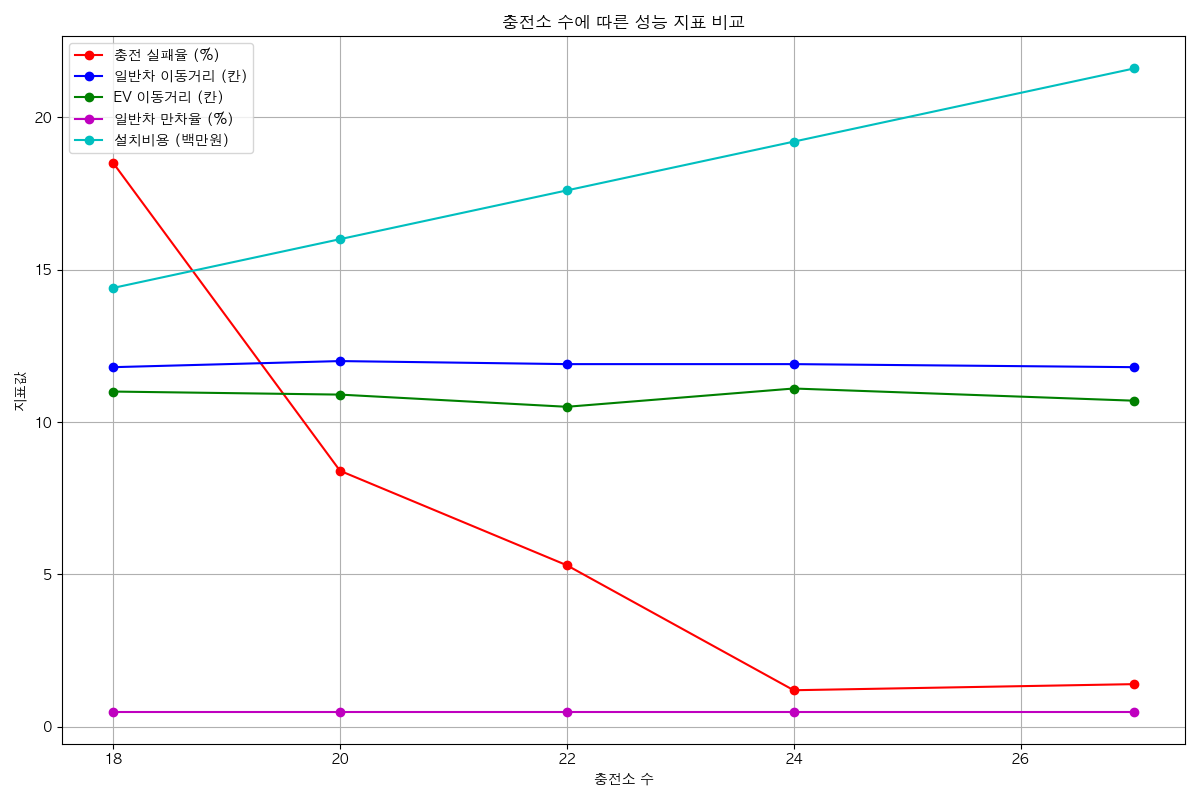 충전소 수에 따른 성능 지표 비교
충전 실패율 (%)
일반차 이동거리 (칸)
EV 이동거리 (칸)
일반차 만차율 (%)
설치비용 (백만원)
지표값
20
15
10
5
0
18
20
22
24
26
충전소 수